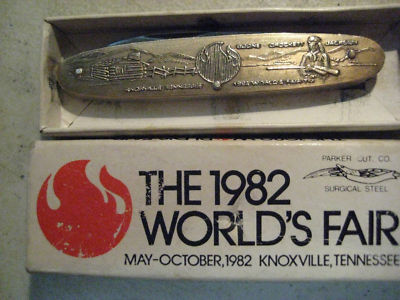 BOONE CROCKETT JACKSON
KNOXVILLE, TENNESSEE
1982 WORLD'S FAIR
PARKER CUT. CO.
SURGICAL STEEL
THE 1982
WORLD'S FAIR
MAY-OCTOBER, 1982 KNOXVILLE, TENNESSEE